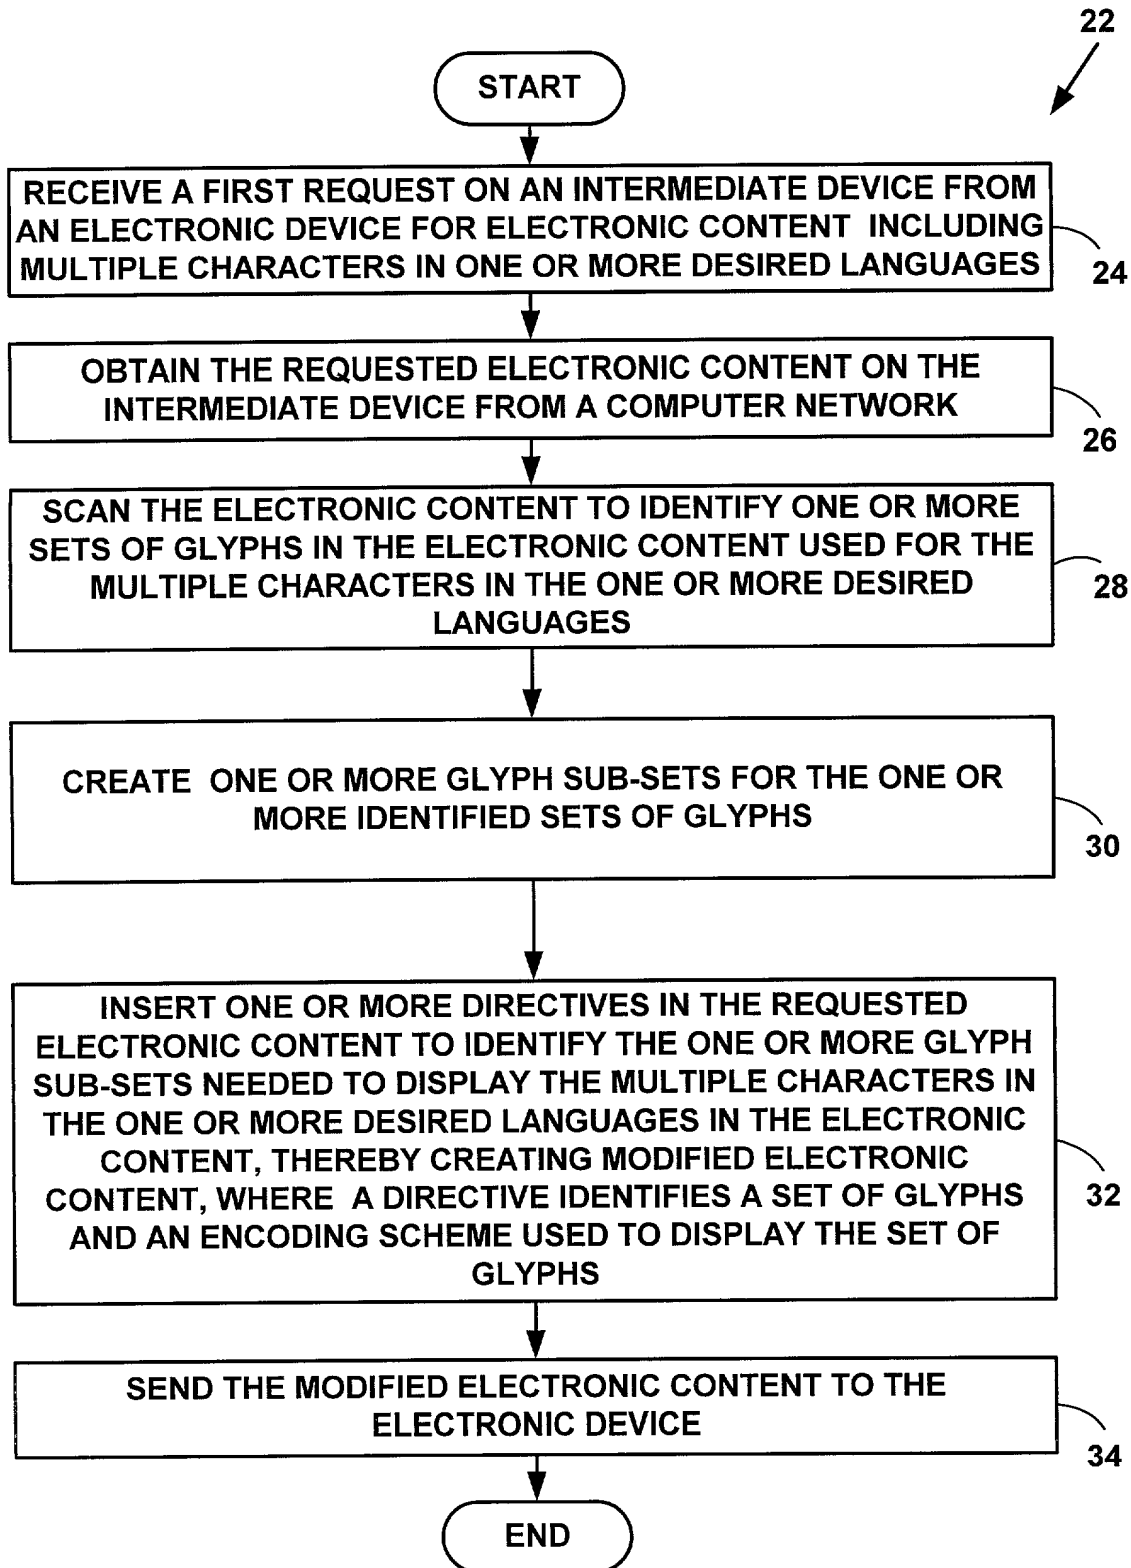 22
START
RECEIVE A FIRST REQUEST ON AN INTERMEDIATE DEVICE FROM
AN ELECTRONIC DEVICE FOR ELECTRONIC CONTENT INCLUDING
MULTIPLE CHARACTERS IN ONE OR MORE DESIRED LANGUAGES
24
OBTAIN THE REQUESTED ELECTRONIC CONTENT ON THE
INTERMEDIATE DEVICE FROM A COMPUTER NETWORK
26
SCAN THE ELECTRONIC CONTENT TO IDENTIFY ONE OR MORE
SETS OF GLYPHS IN THE ELECTRONIC CONTENT USED FOR THE
MULTIPLE CHARACTERS IN THE ONE OR MORE DESIRED
LANGUAGES
28
CREATE ONE OR MORE GLYPH SUB-SETS FOR THE ONE OR
MORE IDENTIFIED SETS OF GLYPHS
30
INSERT ONE OR MORE DIRECTIVES IN THE REQUESTED
ELECTRONIC CONTENT TO IDENTIFY THE ONE OR MORE GLYPH
SUB-SETS NEEDED TO DISPLAY THE MULTIPLE CHARACTERS IN
THE ONE OR MORE DESIRED LANGUAGES IN THE ELECTRONIC
CONTENT, THEREBY CREATING MODIFIED ELECTRONIC
CONTENT, WHERE A DIRECTIVE IDENTIFIES A SET OF GLYPHS
AND AN ENCODING SCHEME USED TO DISPLAY THE SET OF
GLYPHS
32
SEND THE MODIFIED ELECTRONIC CONTENT TO THE
ELECTRONIC DEVICE
34
END